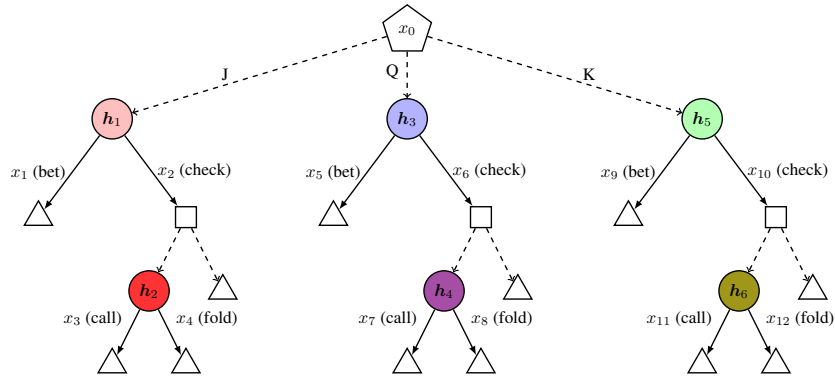 x₀
J Q K
h₁ h₃ h₅
x₁ (bet) x₂ (check) x₅ (bet) x₆ (check) x₉ (bet) x₁₀ (check)
h₂ h₄ h₆
x₃ (call) x₄ (fold) x₇ (call) x₈ (fold) x₁₁ (call) x₁₂ (fold)